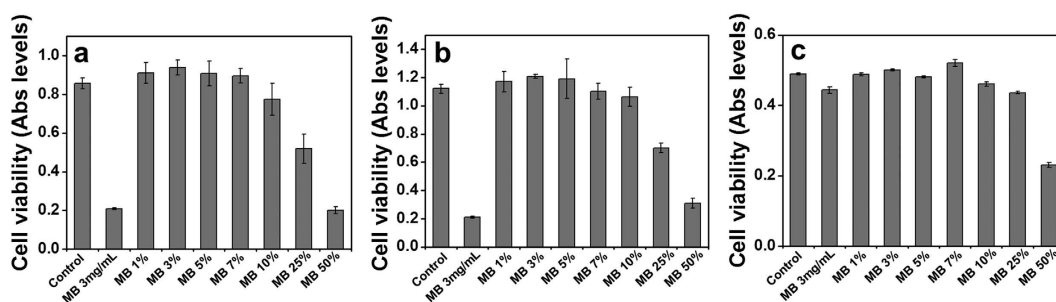 a
Cell viability (Abs levels)
1.0
0.8
0.6
0.4
0.2
0.0
Control
MB 3mg/mL
MB 1%
MB 3%
MB 5%
MB 7%
MB 10%
MB 25%
MB 50%
b
Cell viability (Abs levels)
1.4
1.2
1.0
0.8
0.6
0.4
0.2
0.0
Control
MB 3mg/mL
MB 1%
MB 3%
MB 5%
MB 7%
MB 10%
MB 25%
MB 50%
c
Cell viability (Abs levels)
0.6
0.4
0.2
0.0
Control
MB 3mg/mL
MB 1%
MB 3%
MB 5%
MB 7%
MB 10%
MB 25%
MB 50%